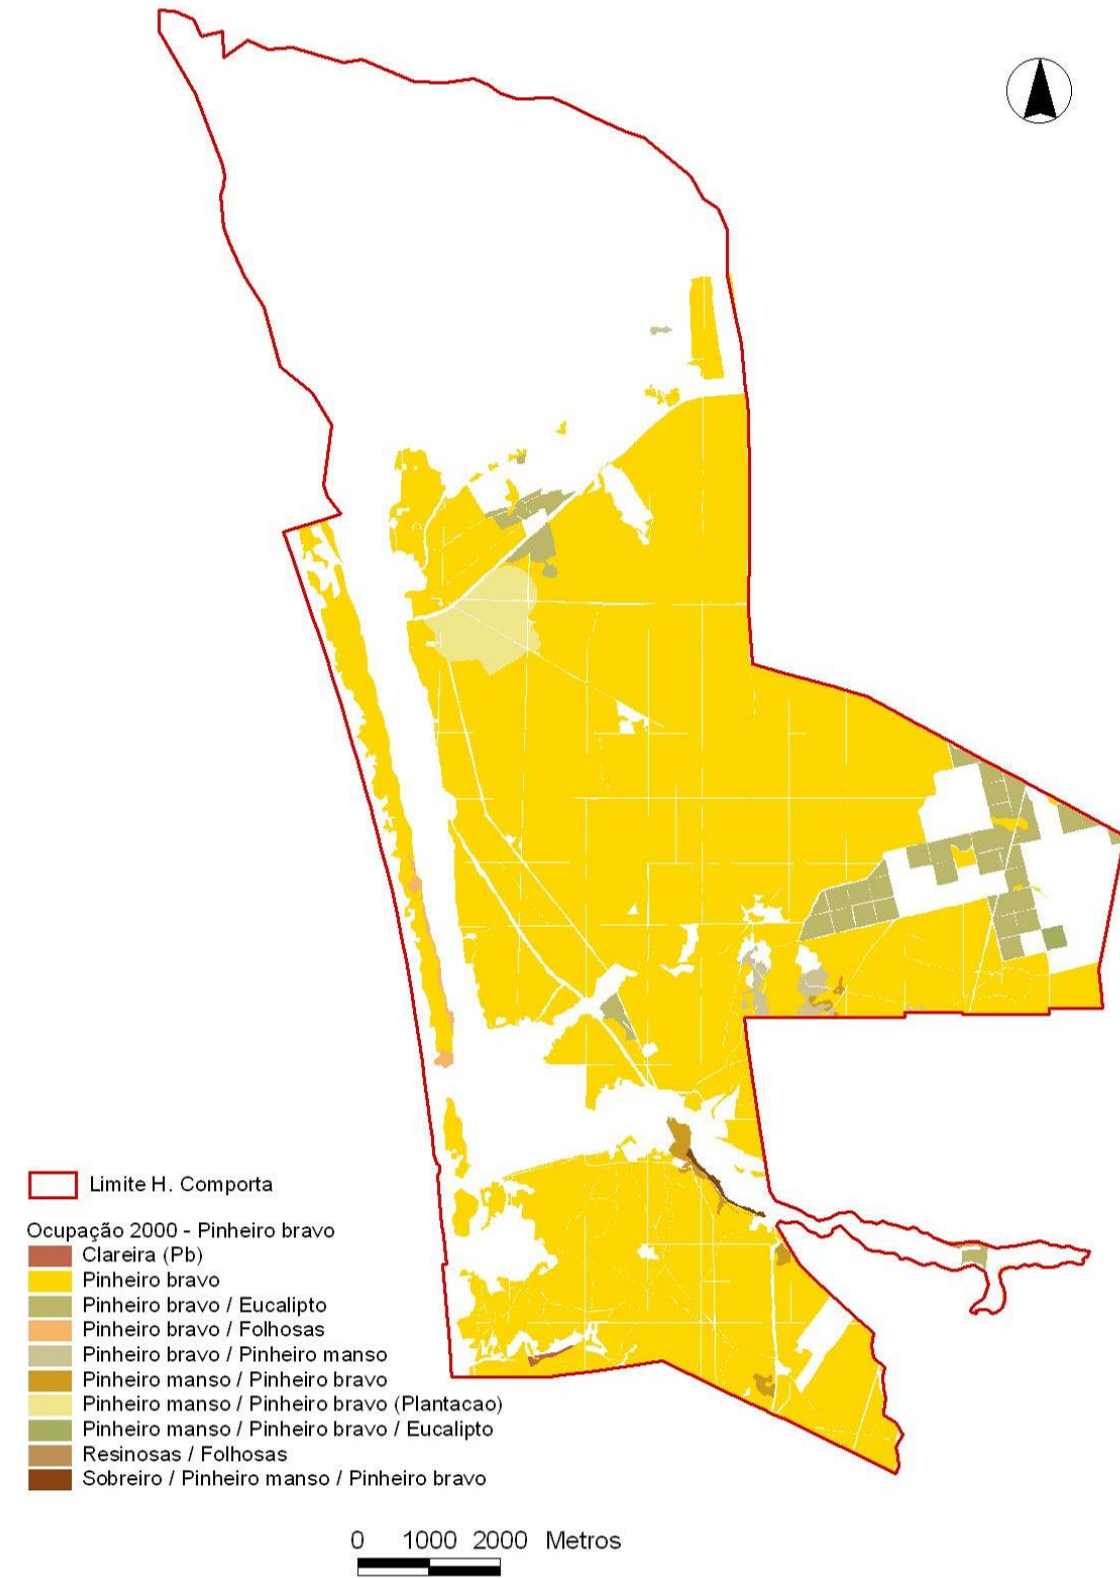 Limite H. Comporta
Ocupação 2000 - Pinheiro bravo
Clareira (Pb)
Pinheiro bravo
Pinheiro bravo / Eucalipto
Pinheiro bravo / Folhosas
Pinheiro bravo / Pinheiro manso
Pinheiro manso / Pinheiro bravo
Pinheiro manso / Pinheiro bravo (Plantacao)
Pinheiro manso / Pinheiro bravo / Eucalipto
Resinosas / Folhosas
Sobreiro / Pinheiro manso / Pinheiro bravo
0 1000 2000 Metros